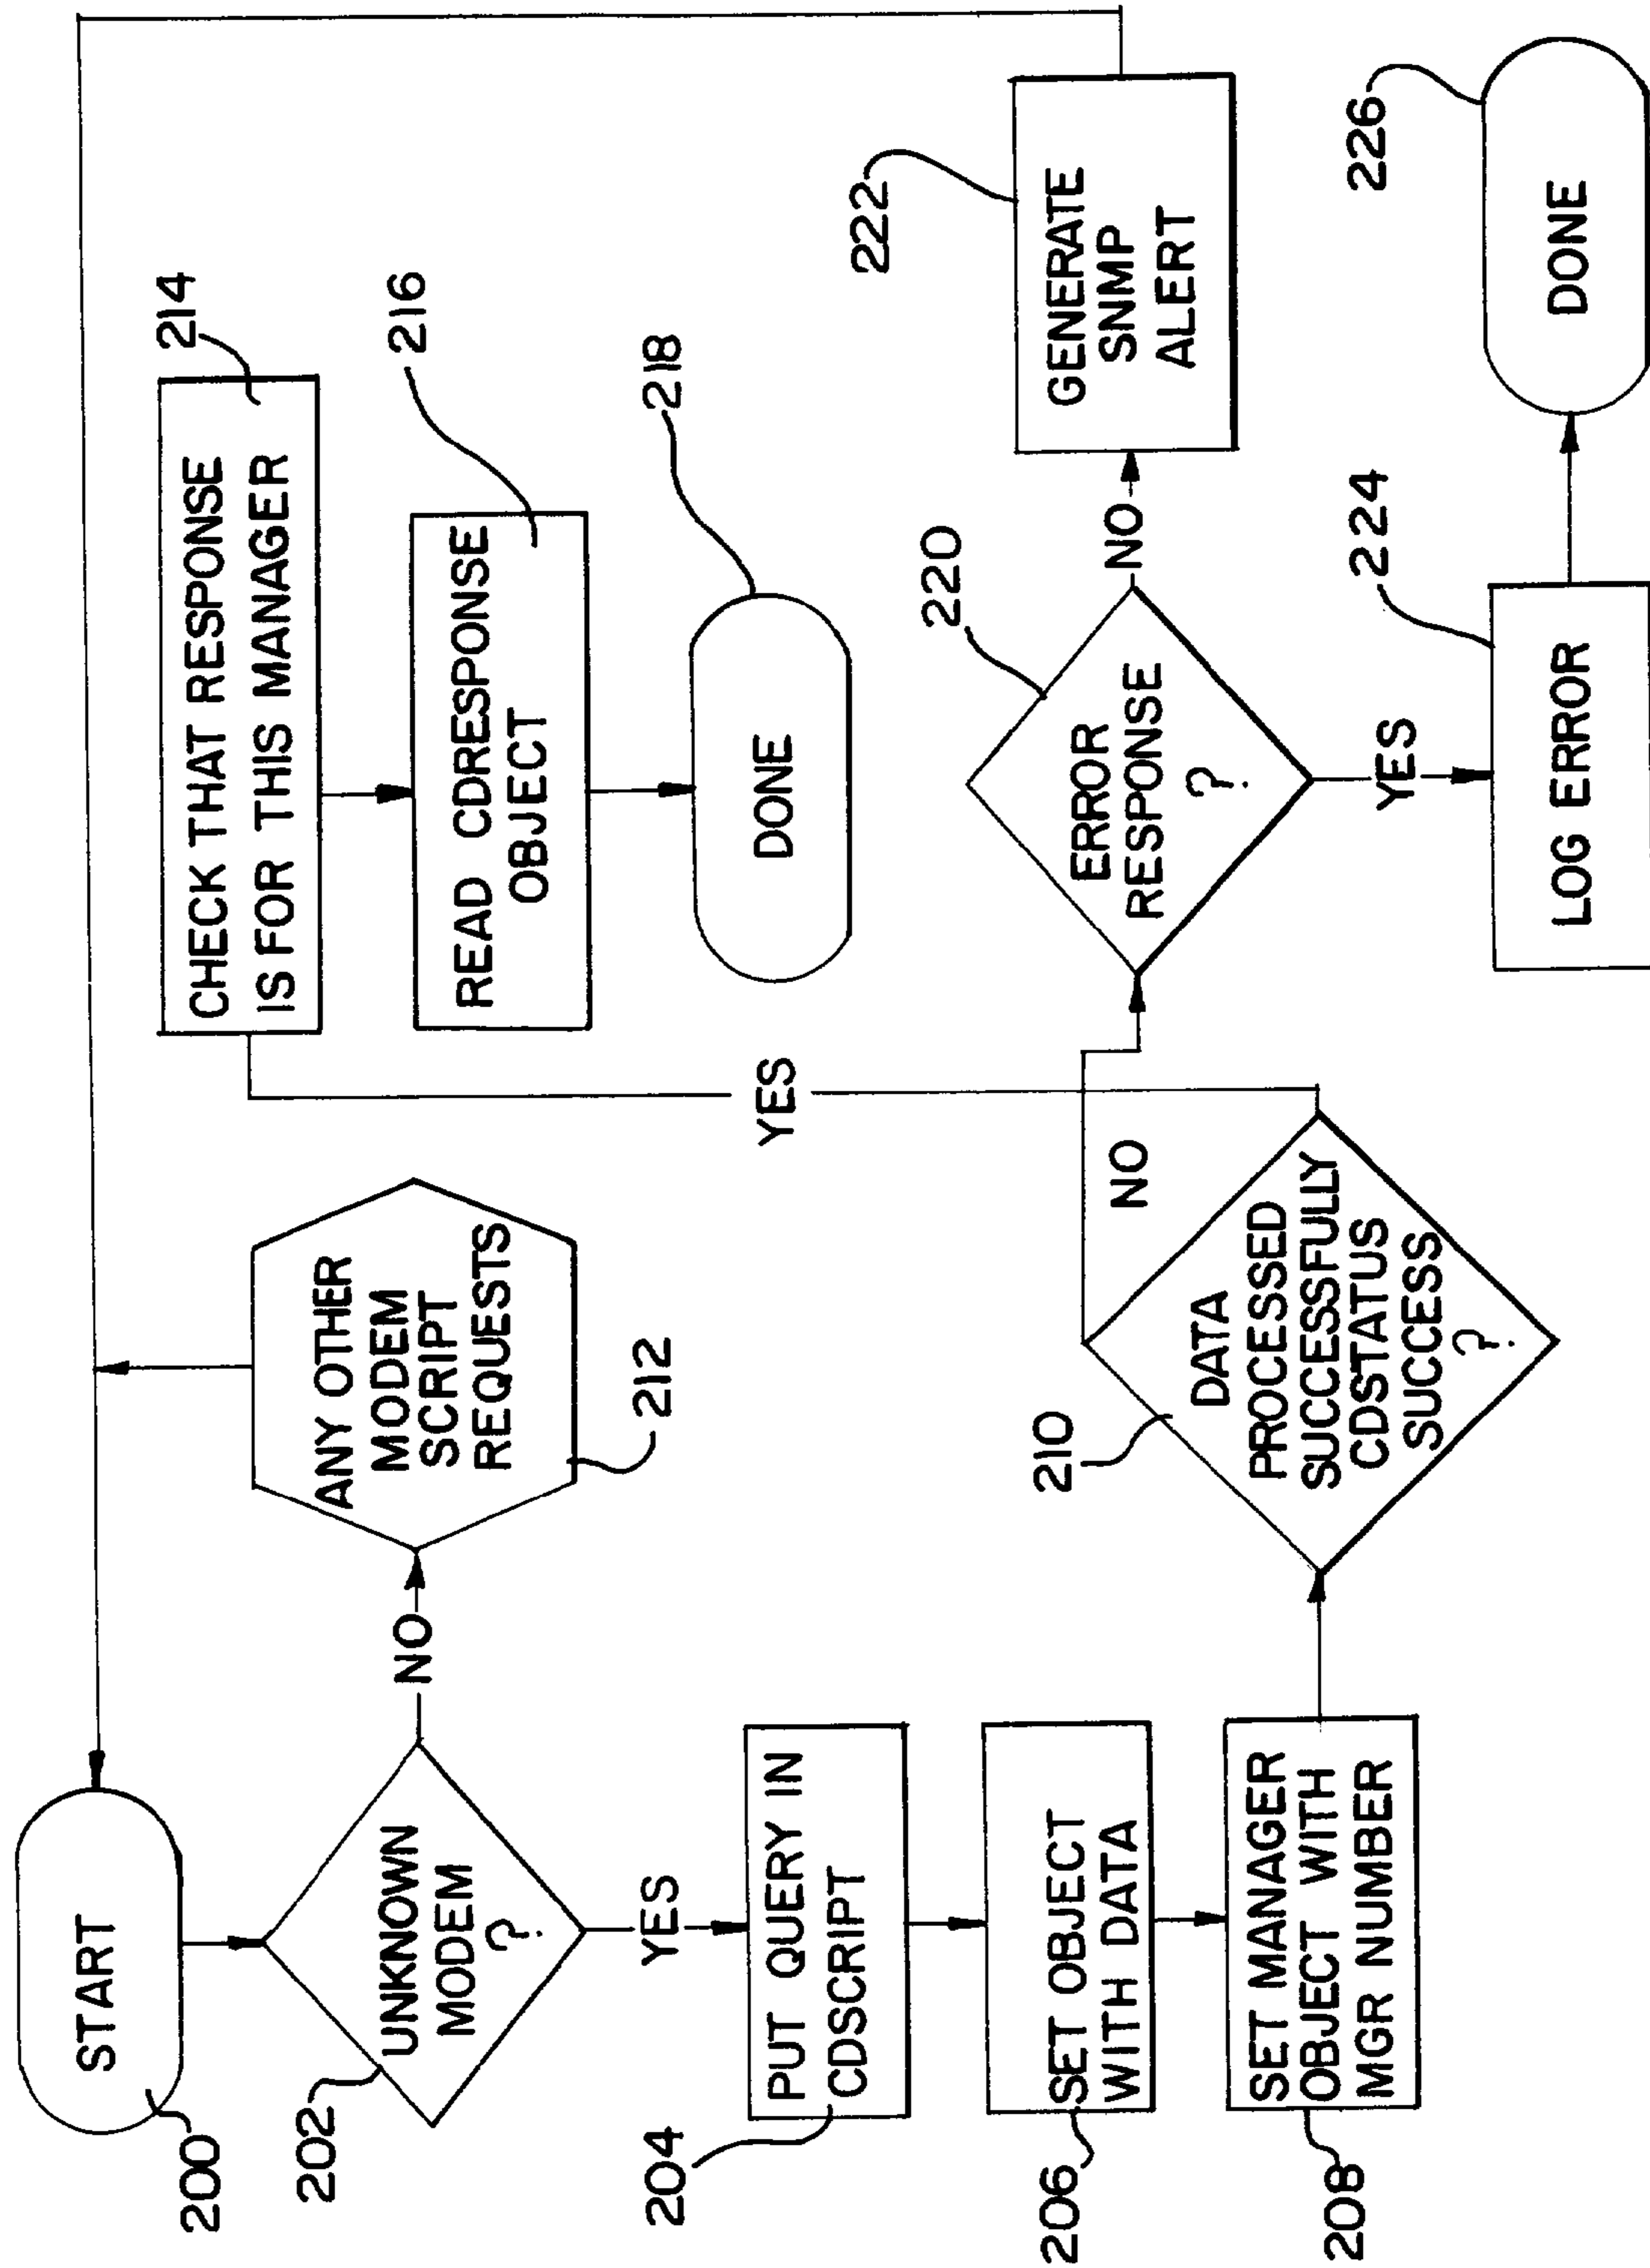 START
200
UNKNOWN
MODEM
?
202
NO
ANY OTHER
MODEM
SCRIPT
REQUESTS
212
YES
PUT QUERY IN
CDSCRIPT
204
SET OBJECT
WITH DATA
206
SET MANAGER
OBJECT WITH
MGR NUMBER
208
DATA
PROCESSED
SUCCESSFULLY
CDSTATUS
SUCCESS
?
210
YES
CHECK THAT RESPONSE
IS FOR THIS MANAGER
214
READ CDRESPONSE
OBJECT
216
DONE
218
NO
ERROR
RESPONSE
?
220
NO
GENERATE
SNMP
ALERT
222
YES
LOG ERROR
224
DONE
226